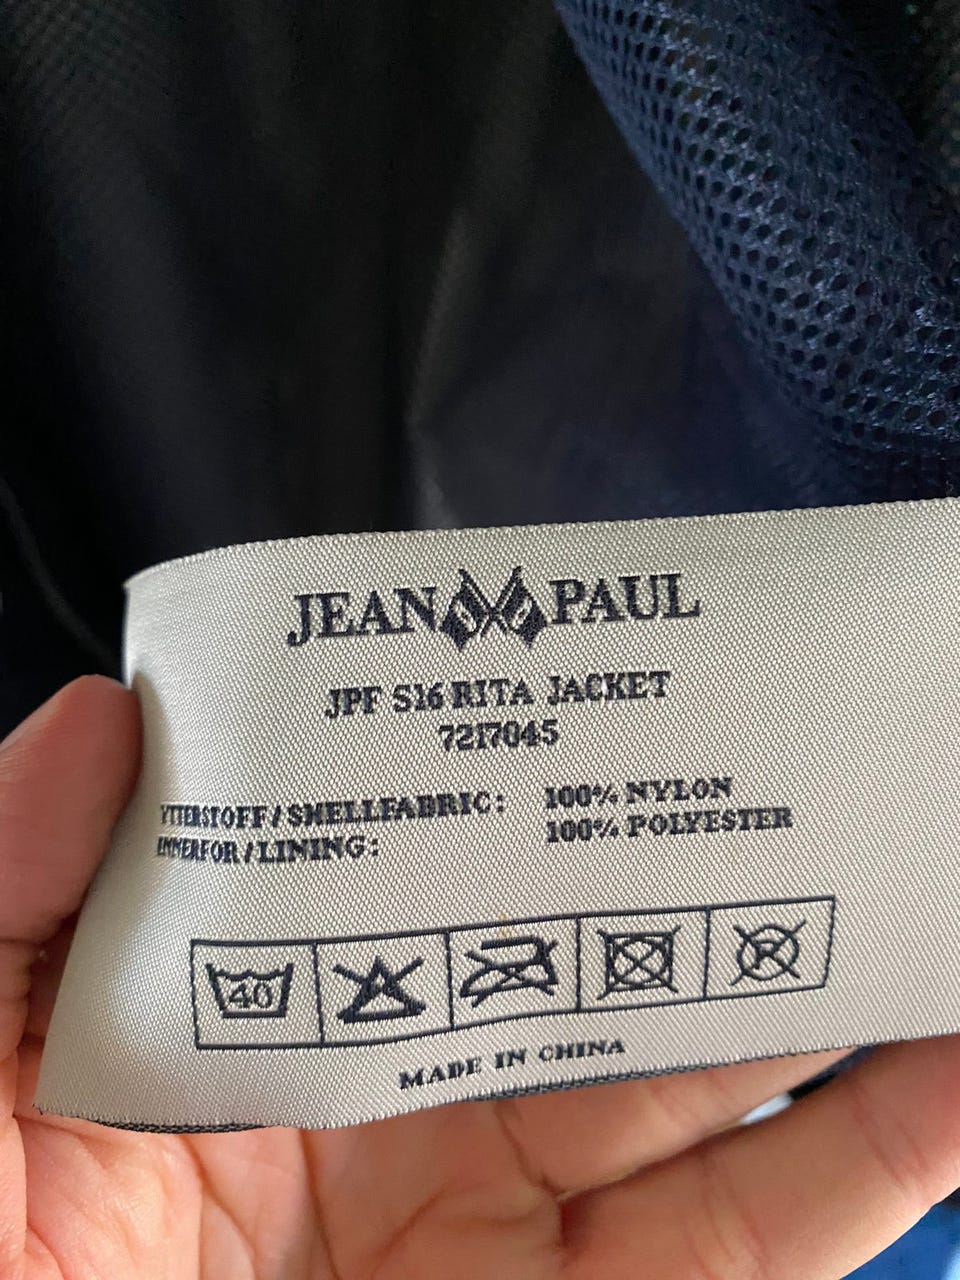 JEAN PAUL
JPF S16 RITA JACKET
7217045
YTTERSTOFF/SHELLFABRIC: 100% NYLON
INNERFOR/LINING: 100% POLYESTER
40
R
MADE IN CHINA